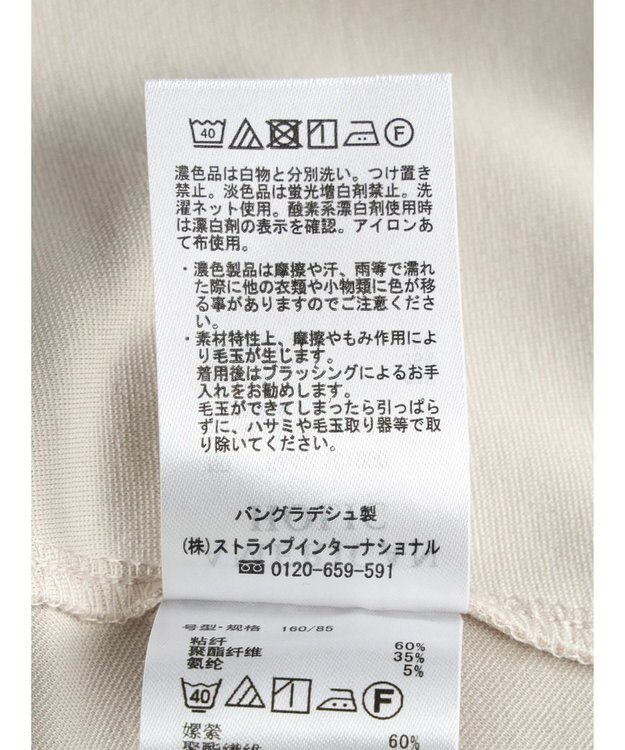 40 F
濃色品は白物と分別洗い。つけ置き
禁止。淡色品は蛍光増白剤禁止。洗
濯ネット使用。酸素系漂白剤使用時
は漂白剤の表示を確認。アイロンあ
て布使用。
・濃色製品は摩擦や汗、雨等で濡れ
た際に他の衣類や小物類に色が移
る事がありますのでご注意くださ
い。
・素材特性上、摩擦やもみ作用によ
り毛玉が生じます。
着用後はブラッシングによるお手
入れをお勧めします。
毛玉ができてしまったら引っぱら
ずに、ハサミや毛玉取り器等で取
り除いてください。
バングラデシュ製
(株)ストライプインターナショナル
0120-659-591
号型·规格 160/85
粘纤 60%
聚酯纤维 35%
氨纶 5%
40 F
嫘縈 60%